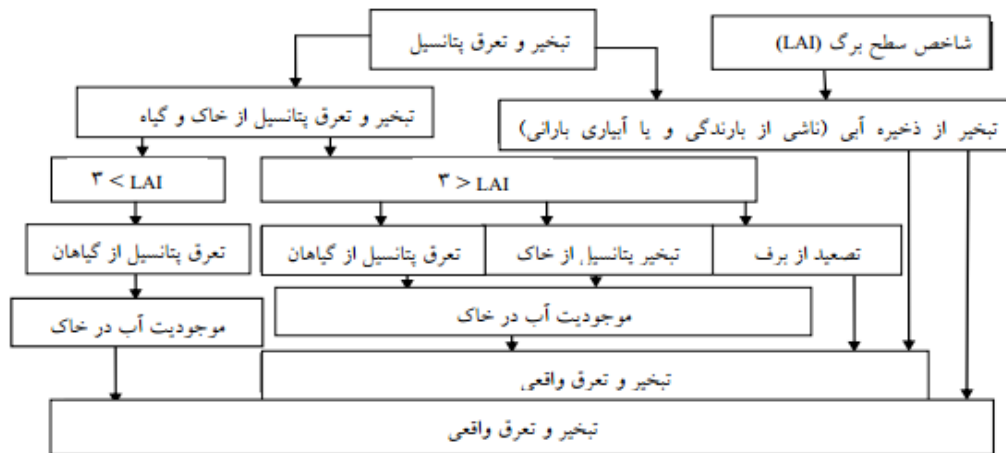 تبخیر و تعرق پتانسیل
شاخص سطح برگ (LAI)
تبخیر و تعرق پتانسیل از خاک و گیاه
تبخیر از ذخیره آبی (ناشی از بارندگی و یا آبیاری بارانی)
۳ < LAI
۳ > LAI
تعرق پتانسیل از گیاهان
تعرق پتانسیل از گیاهان
تبخیر پتانسیل از خاک
تصعید از برف
موجودیت آب در خاک
موجودیت آب در خاک
تبخیر و تعرق واقعی
تبخیر و تعرق واقعی